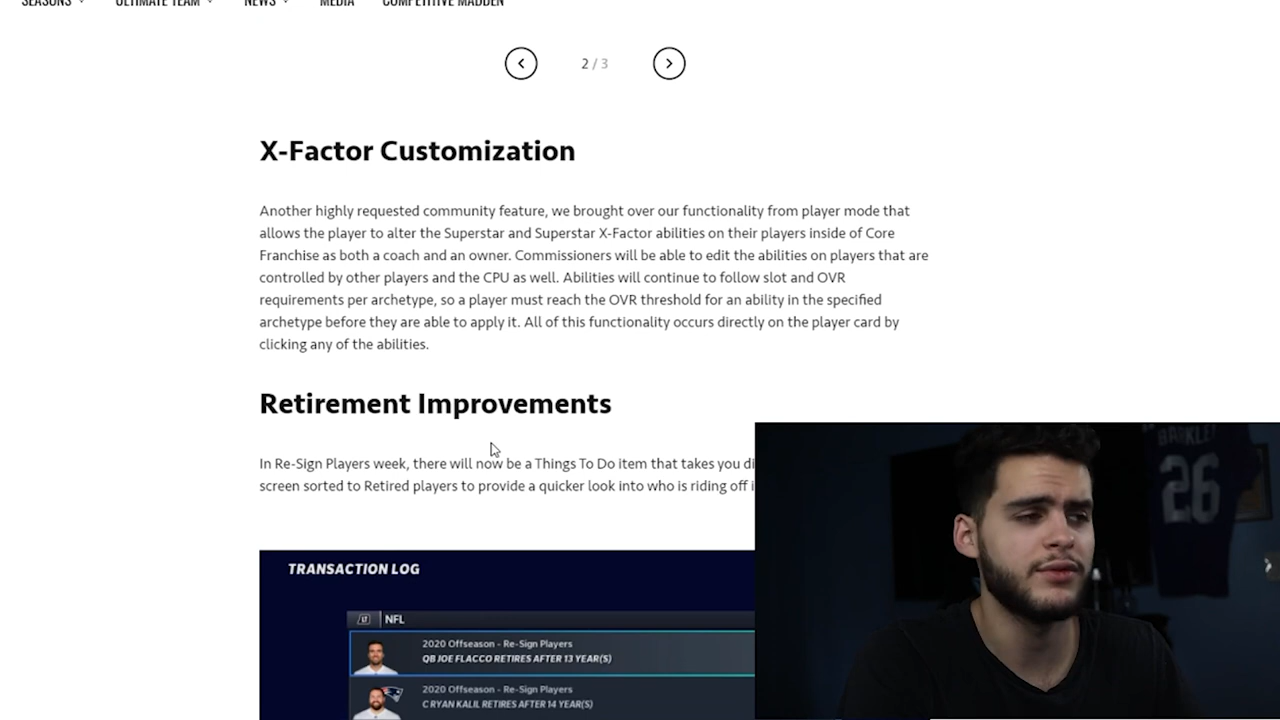 SEASONS
ULTIMATE TEAM
NEWS
MEDIA
COMPETITIVE MADDEN
2 / 3
X-Factor Customization
Another highly requested community feature, we brought over our functionality from player mode that
allows the player to alter the Superstar and Superstar X-Factor abilities on their players inside of Core
Franchise as both a coach and an owner. Commissioners will be able to edit the abilities on players that are
controlled by other players and the CPU as well. Abilities will continue to follow slot and OVR
requirements per archetype, so a player must reach the OVR threshold for an ability in the specified
archetype before they are able to apply it. All of this functionality occurs directly on the player card by
clicking any of the abilities.
Retirement Improvements
In Re-Sign Players week, there will now be a Things To Do item that takes you
screen sorted to Retired players to provide a quicker look into who is riding off
TRANSACTION LOG
LT NFL
2020 Offseason - Re-Sign Players
QB JOE FLACCO RETIRES AFTER 13 YEAR(S)
2020 Offseason - Re-Sign Players
C RYAN KALIL RETIRES AFTER 14 YEAR(S)
BARKLEY
26